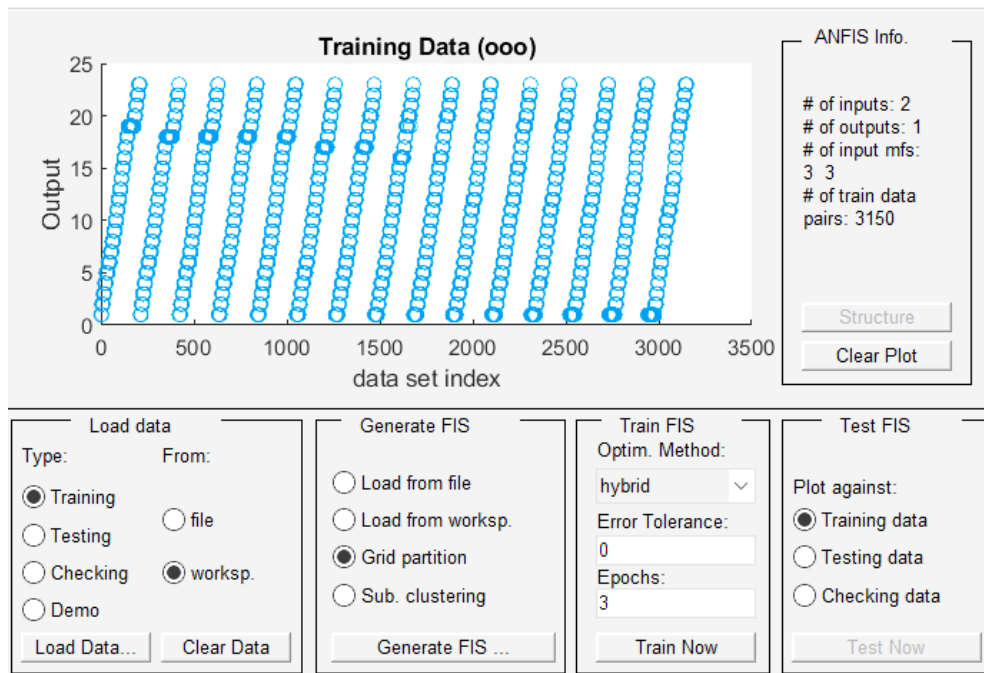 Training Data (ooo)
25
20
15
10
5
0
Output
0 500 1000 1500 2000 2500 3000 3500
data set index
ANFIS Info.
# of inputs: 2
# of outputs: 1
# of input mfs:
3 3
# of train data
pairs: 3150
Structure
Clear Plot
Load data
Type:
From:
Training
Testing
Checking
Demo
file
worksp.
Load Data...
Clear Data
Generate FIS
Load from file
Load from worksp.
Grid partition
Sub. clustering
Generate FIS ...
Train FIS
Optim. Method:
hybrid
Error Tolerance:
0
Epochs:
3
Train Now
Test FIS
Plot against:
Training data
Testing data
Checking data
Test Now